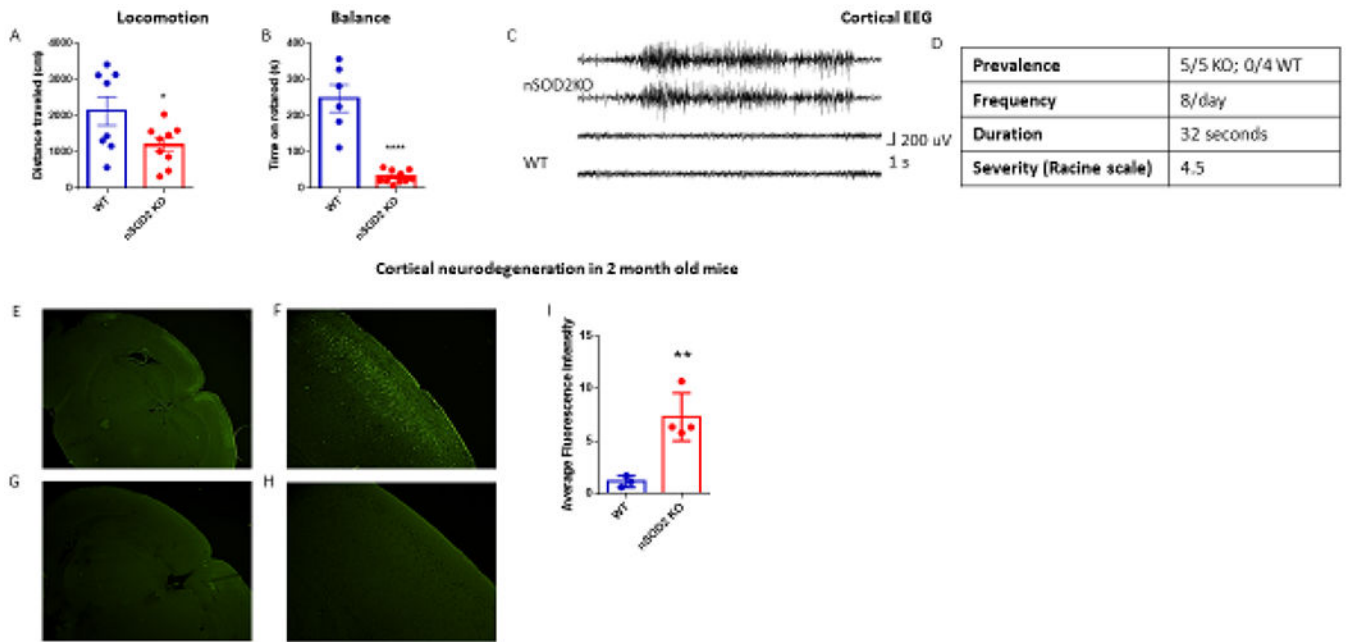 Locomotion
Balance
Cortical EEG
A
Distance traveled (cm)
4000
3000
2000
1000
0
*
WT
nSOD2 KO
B
Time on rotarod (s)
400
300
200
100
0
****
WT
nSOD2 KO
C
nSOD2KO
WT
200 uV
1 s
D
Prevalence 5/5 KO; 0/4 WT
Frequency 8/day
Duration 32 seconds
Severity (Racine scale) 4.5
Cortical neurodegeneration in 2 month old mice
E
F
G
H
I
Average Fluorescence Intensity
15
10
5
0
**
WT
nSOD2 KO